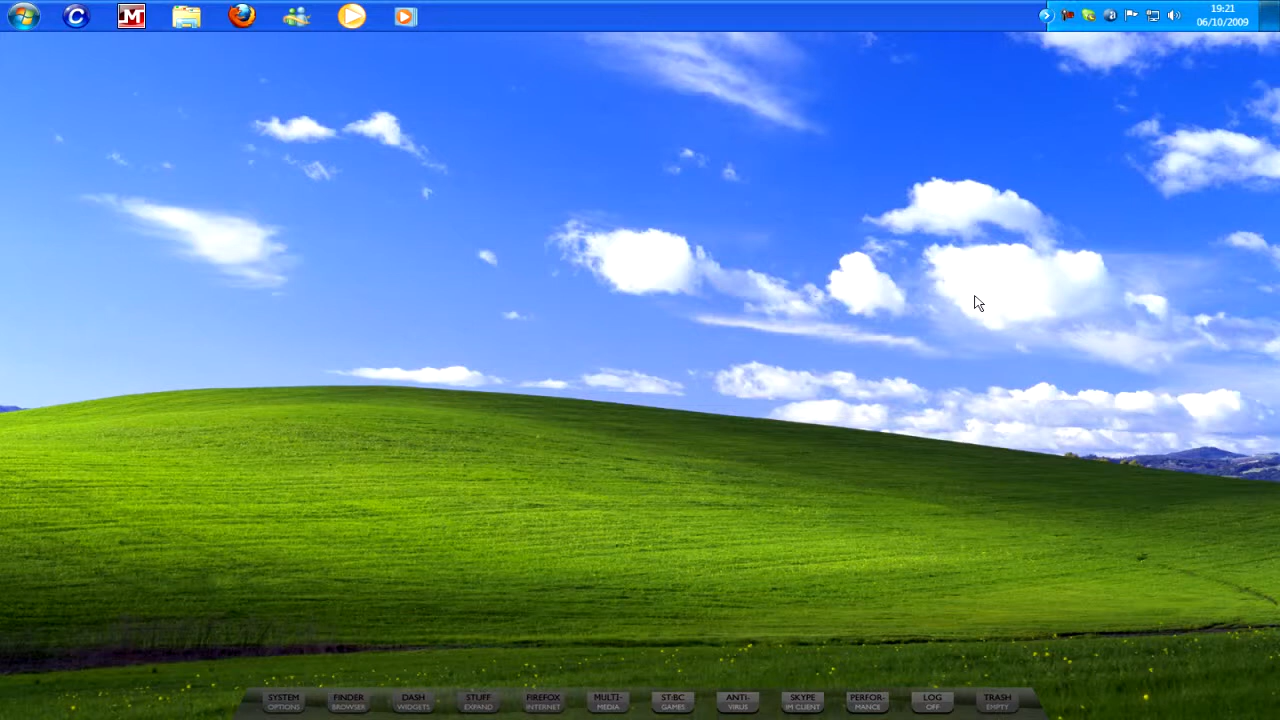 C
M
a
19:21
06/10/2009
SYSTEM
OPTIONS
FINDER
BROWSER
DASH
WIDGETS
STUFF
EXPAND
FIREFOX
INTERNET
MULTI-
MEDIA
ST:BC
GAMES
ANTI-
VIRUS
SKYPE
IM CLIENT
PERFOR-
MANCE
LOG
OFF
TRASH
EMPTY